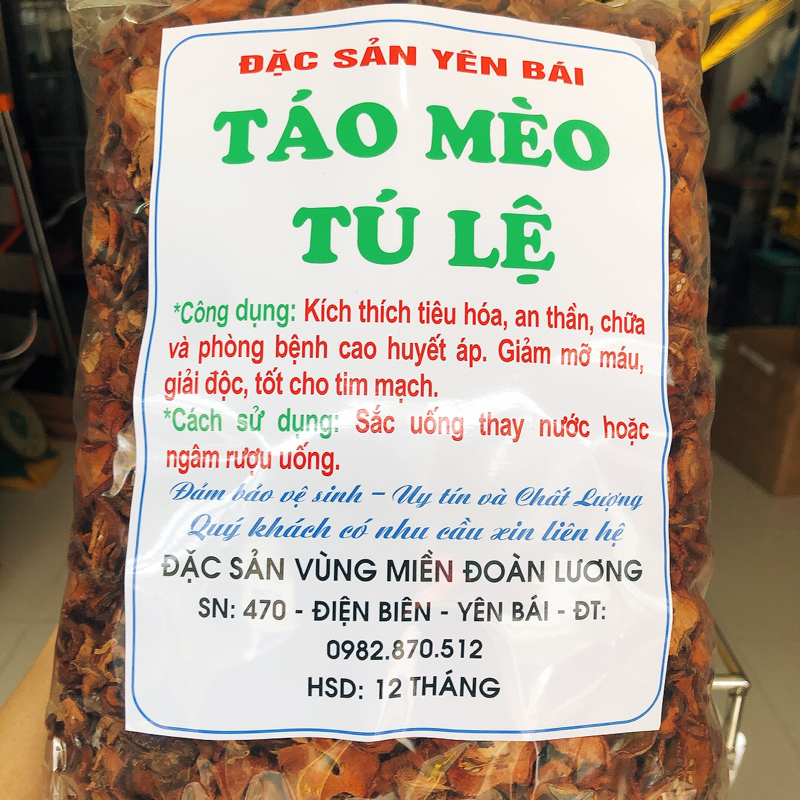 ĐẶC SẢN YÊN BÁI
TÁO MÈO
TÚ LỆ
*Công dụng: Kích thích tiêu hóa, an thần, chữa
và phòng bệnh cao huyết áp. Giảm mỡ máu,
giải độc, tốt cho tim mạch.
*Cách sử dụng: Sắc uống thay nước hoặc
ngâm rượu uống.
Đảm bảo vệ sinh – Uy tín và Chất Lượng
Quý khách có nhu cầu xin liên hệ
ĐẶC SẢN VÙNG MIỀN ĐOÀN LƯƠNG
SN: 470 - ĐIỆN BIÊN - YÊN BÁI - ĐT:
0982.870.512
HSD: 12 THÁNG